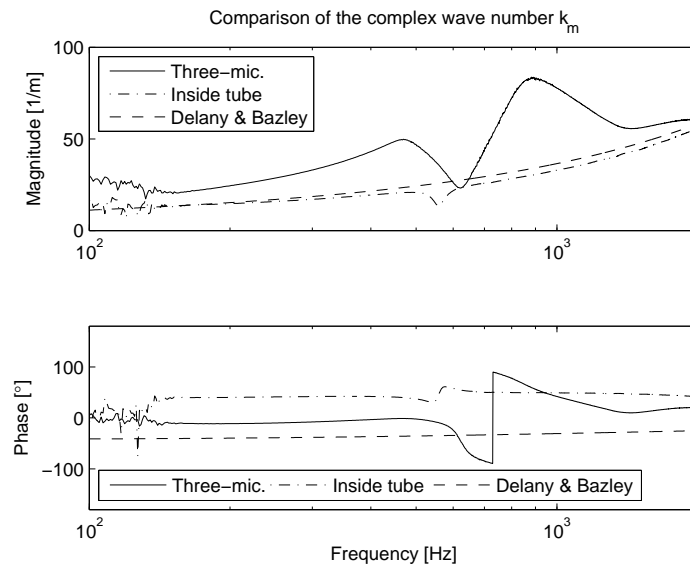 Comparison of the complex wave number k_m
100
50
0
Magnitude [1/m]
Three−mic.
Inside tube
Delany & Bazley
10^2
10^3
100
0
−100
Phase [°]
Three−mic. Inside tube Delany & Bazley
10^2
10^3
Frequency [Hz]